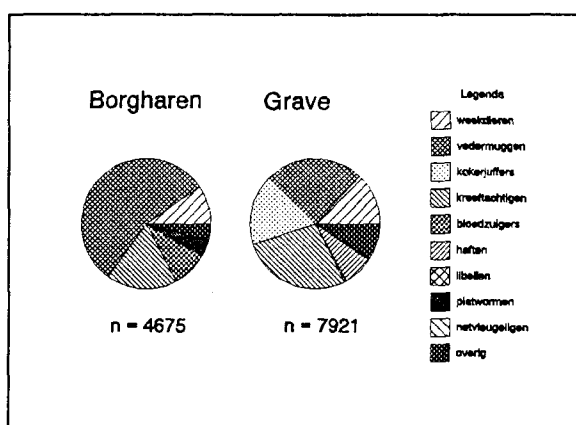 Borgharen
Grave
n = 4675
n = 7921
Legenda
weekdieren
vedermuggen
kokerjuffers
kreeftachtigen
bloedzuigers
haften
libellen
platwormen
netvleugeligen
overig